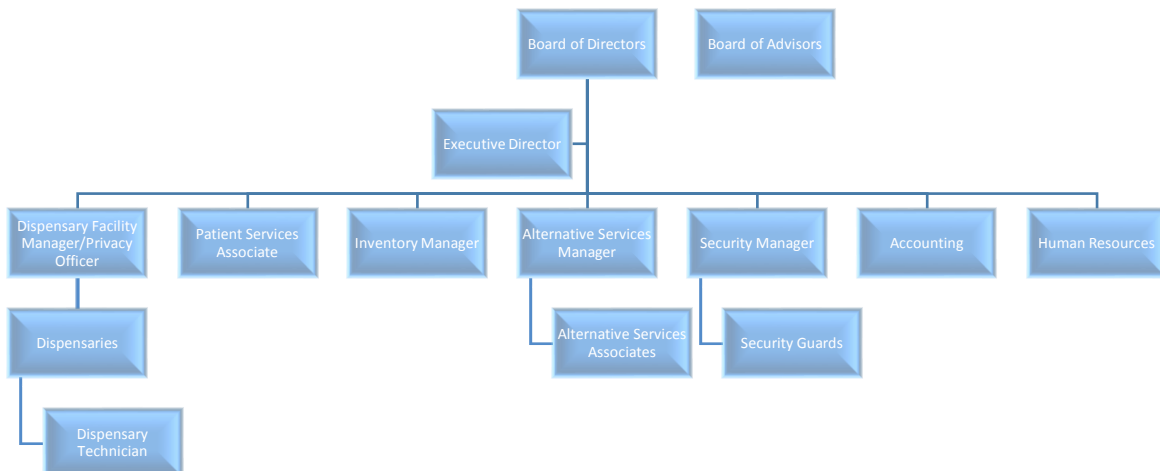 Board of Directors
Board of Advisors
Executive Director
Dispensary Facility
Manager/Privacy
Officer
Patient Services
Associate
Inventory Manager
Alternative Services
Manager
Security Manager
Accounting
Human Resources
Dispensaries
Alternative Services
Associates
Security Guards
Dispensary
Technician